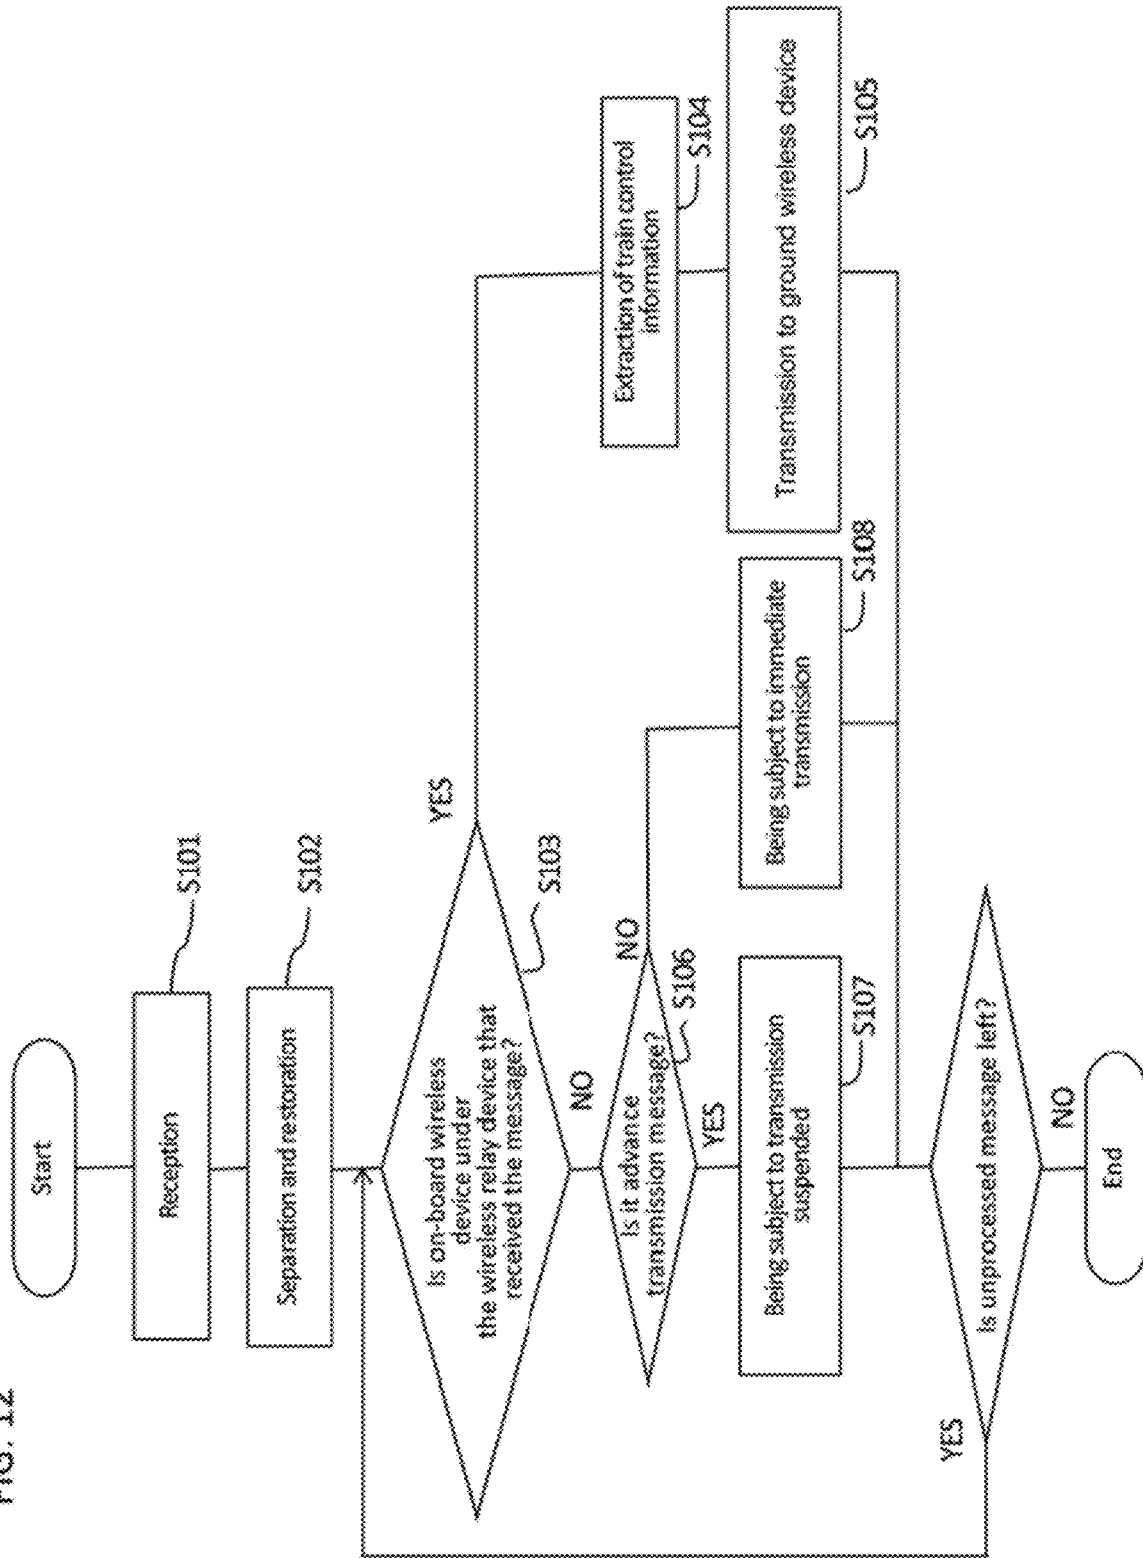 FIG. 12
Start
Reception
S101
Separation and restoration
S102
Is on-board wireless
device under
the wireless relay device that
received the message?
S103
YES
NO
Extraction of train control
information
S104
Transmission to ground wireless device
S105
Is it advance
transmission message?
S106
NO
YES
Being subject to transmission
suspended
S107
Being subject to immediate
transmission
S108
Is unprocessed message left?
YES
NO
End